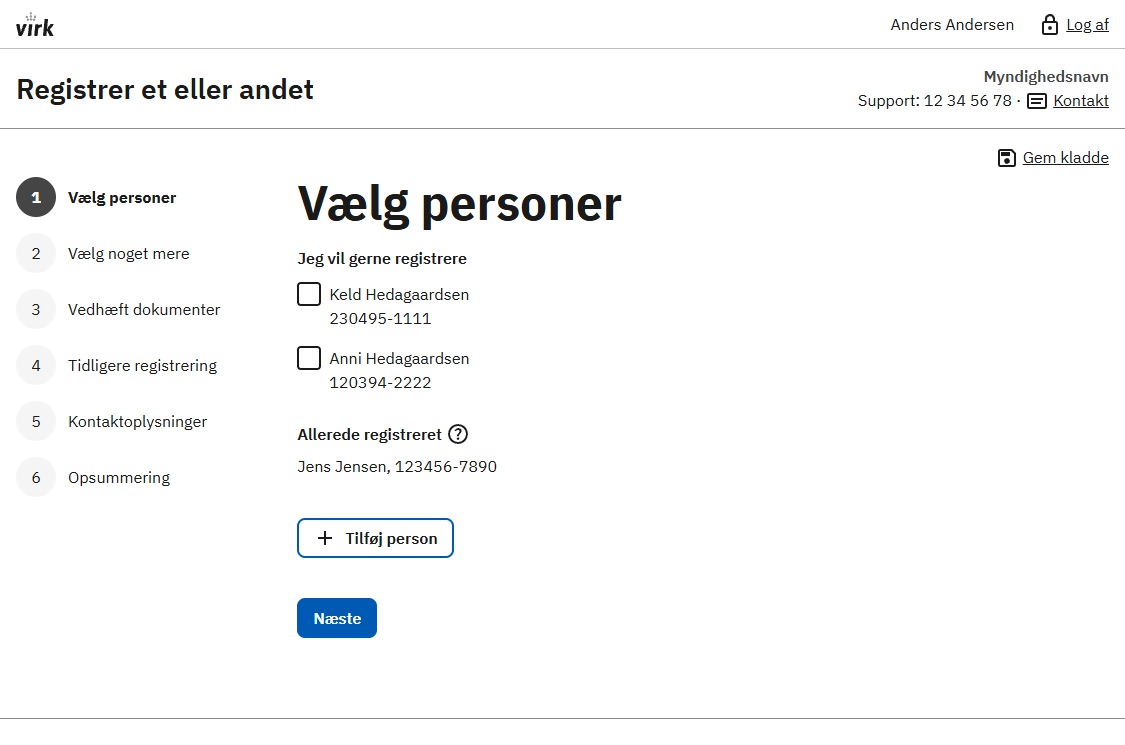 virk
Anders Andersen
Log af
Registrer et eller andet
Myndighedsnavn
Support: 12 34 56 78 · Kontakt
Gem kladde
1 Vælg personer
2 Vælg noget mere
3 Vedhæft dokumenter
4 Tidligere registrering
5 Kontaktoplysninger
6 Opsummering
Vælg personer
Jeg vil gerne registrere
Keld Hedagaardsen
230495-1111
Anni Hedagaardsen
120394-2222
Allerede registreret ?
Jens Jensen, 123456-7890
+ Tilføj person
Næste